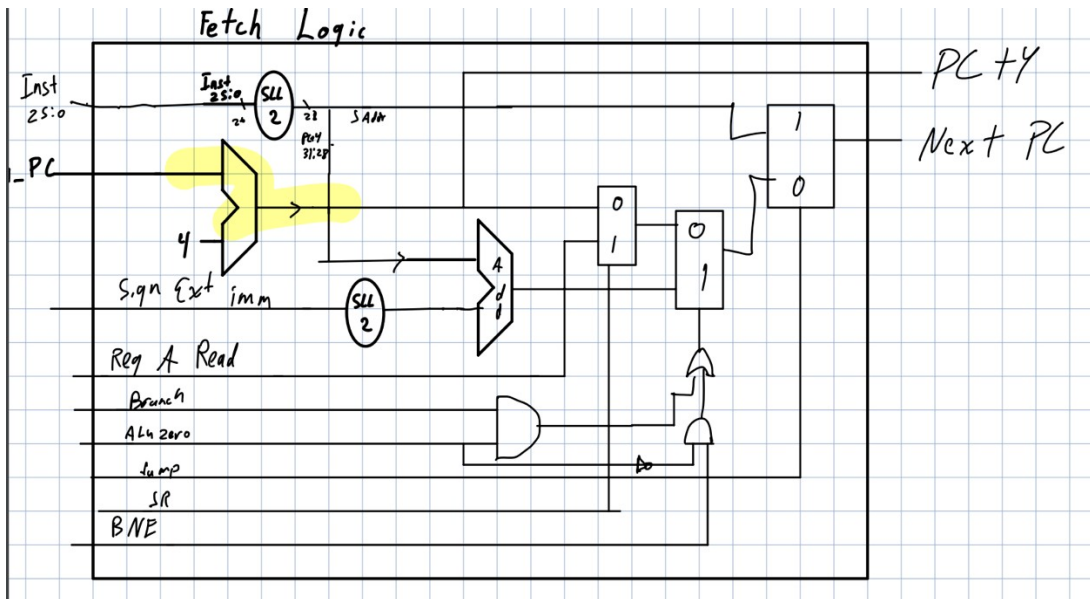 Fetch Logic
PC +4
Inst
25:0
Inst
25:0
SLL
2
26
28
JAddr
PC+4
31:28
1
0
Next PC
_PC
4
0
1
0
1
Add
Sign Ext imm
SLL
2
Reg A Read
Branch
ALU zero
Jump
JR
BNE